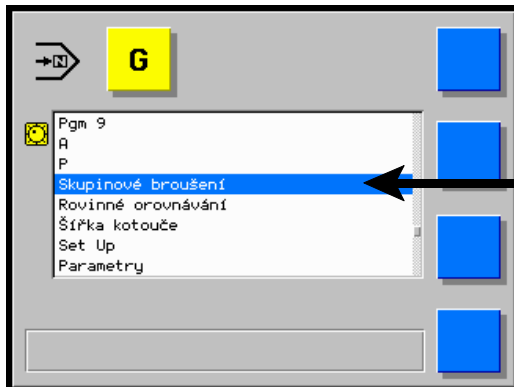 N
G
Pgm 9
A
P
Skupinové broušení
Rovinné orovnávání
Šířka kotouče
Set Up
Parametry